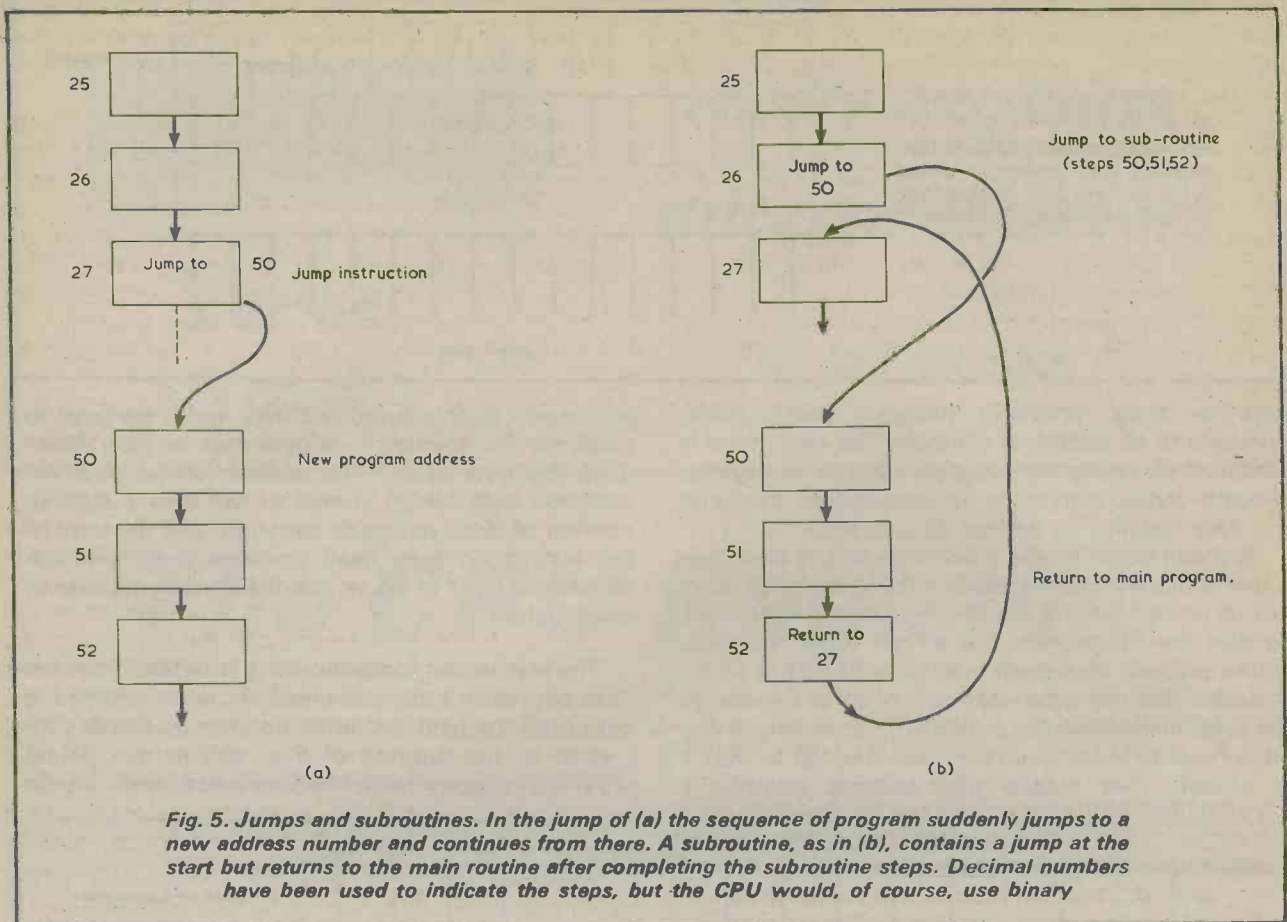 25
26
27
Jump to
50
Jump instruction
50
New program address
51
52
(a)
25
26
Jump to
50
Jump to sub-routine
(steps 50,51,52)
27
50
51
Return to main program.
52
Return to
27
(b)
Fig. 5. Jumps and subroutines. In the jump of (a) the sequence of program suddenly jumps to a
new address number and continues from there. A subroutine, as in (b), contains a jump at the
start but returns to the main routine after completing the subroutine steps. Decimal numbers
have been used to indicate the steps, but the CPU would, of course, use binary